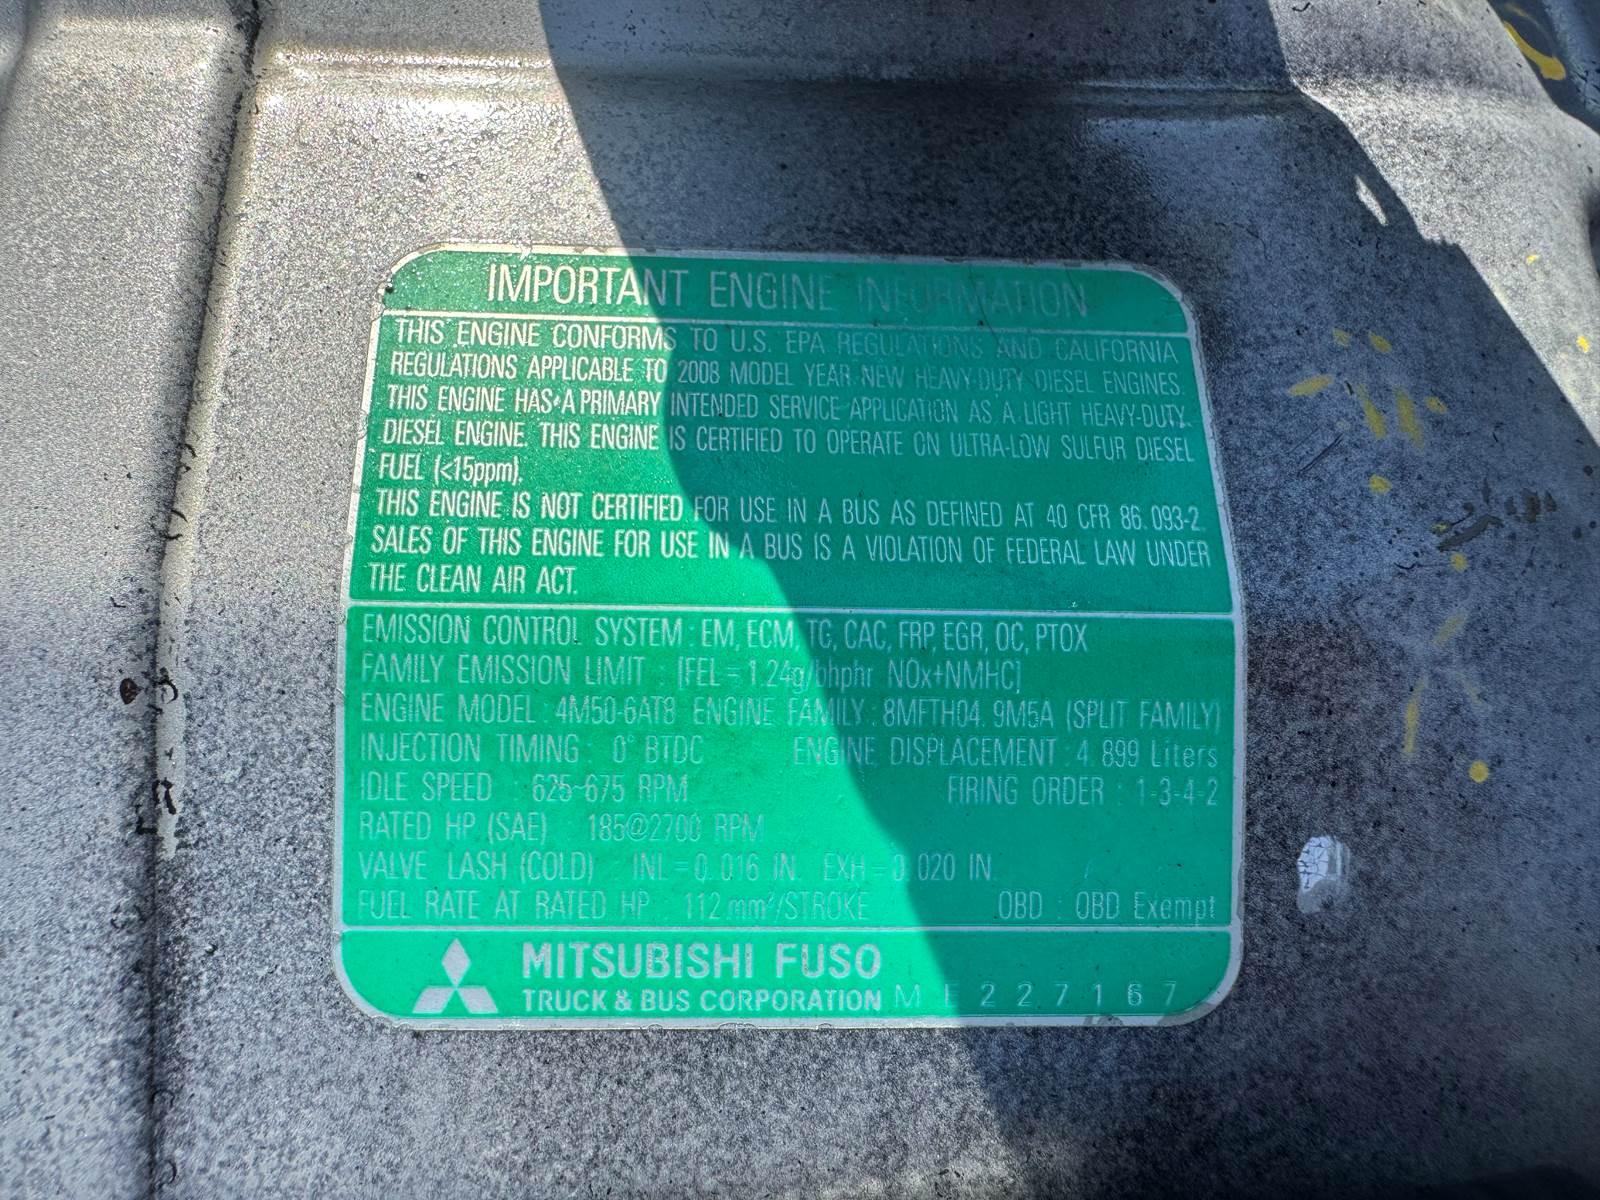 IMPORTANT ENGINE INFORMATION
THIS ENGINE CONFORMS TO U.S. EPA REGULATIONS AND CALIFORNIA
REGULATIONS APPLICABLE TO 2008 MODEL YEAR NEW HEAVY-DUTY DIESEL ENGINES.
THIS ENGINE HAS A PRIMARY INTENDED SERVICE APPLICATION AS A LIGHT HEAVY-DUTY
DIESEL ENGINE. THIS ENGINE IS CERTIFIED TO OPERATE ON ULTRA-LOW SULFUR DIESEL
FUEL (<15ppm).
THIS ENGINE IS NOT CERTIFIED FOR USE IN A BUS AS DEFINED AT 40 CFR 86.093-2.
SALES OF THIS ENGINE FOR USE IN A BUS IS A VIOLATION OF FEDERAL LAW UNDER
THE CLEAN AIR ACT.
EMISSION CONTROL SYSTEM : EM, ECM, TC, CAC, FRP, EGR, OC, PTOX
FAMILY EMISSION LIMIT : [FEL = 1.24g/bhphr NOx+NMHC]
ENGINE MODEL : 4M50-6AT8 ENGINE FAMILY : 8MFTH04.9M5A (SPLIT FAMILY)
INJECTION TIMING : 0° BTDC ENGINE DISPLACEMENT : 4.899 Liters
IDLE SPEED : 625~675 RPM FIRING ORDER : 1-3-4-2
RATED HP (SAE) : 185@2700 RPM
VALVE LASH (COLD) : INL = 0.016 IN. EXH = 0.020 IN.
FUEL RATE AT RATED HP : 112 mm³/STROKE OBD : OBD Exempt
MITSUBISHI FUSO
TRUCK & BUS CORPORATION ME227167